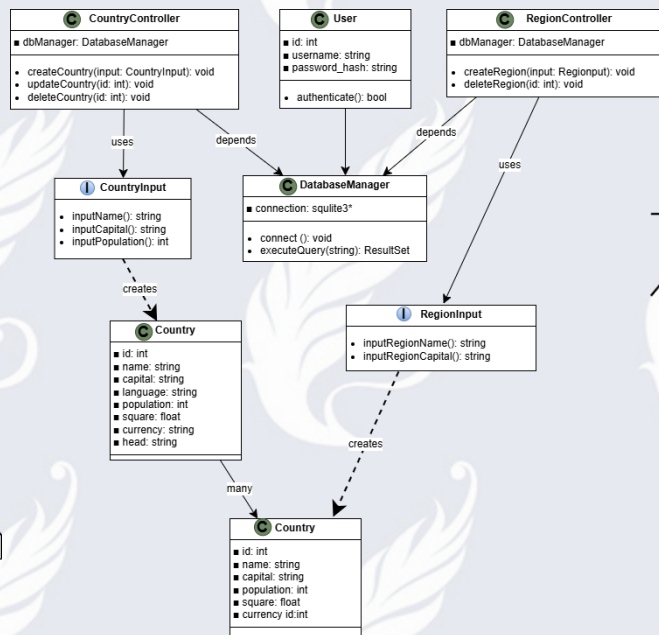 C CountryController
dbManager: DatabaseManager
createCountry(input: CountryInput): void
updateCountry(id: int): void
deleteCountry(id: int): void
C User
id: int
username: string
password_hash: string
authenticate(): bool
C RegionController
dbManager: DatabaseManager
createRegion(input: Regionput): void
deleteRegion(id: int): void
uses
depends
depends
uses
I CountryInput
inputName(): string
inputCapital(): string
inputPopulation(): int
C DatabaseManager
connection: squlite3*
connect (): void
executeQuery(string): ResultSet
creates
I RegionInput
inputRegionName(): string
inputRegionCapital(): string
C Country
id: int
name: string
capital: string
language: string
population: int
square: float
currency: string
head: string
creates
many
C Country
id: int
name: string
capital: string
population: int
square: float
currency id:int